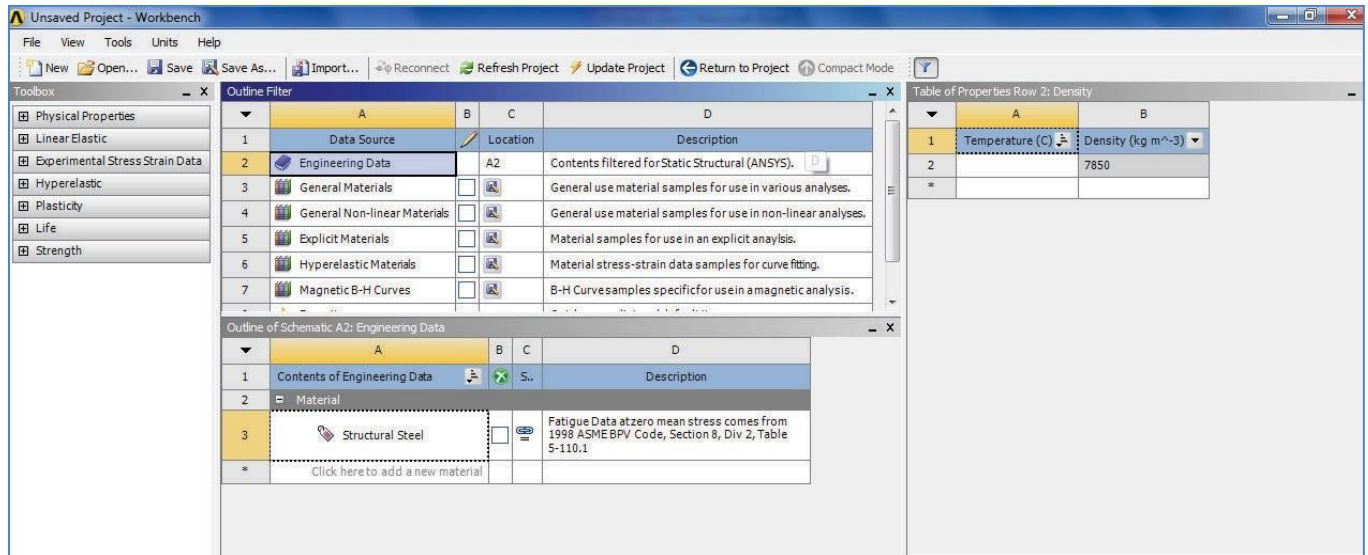 Unsaved Project - Workbench
File View Tools Units Help
New Open... Save Save As... Import... Reconnect Refresh Project Update Project Return to Project Compact Mode
Toolbox
Physical Properties
Linear Elastic
Experimental Stress Strain Data
Hyperelastic
Plasticity
Life
Strength
Outline Filter
A B C D
1 Data Source Location Description
2 Engineering Data A2 Contents filtered for Static Structural (ANSYS). D
3 General Materials General use material samples for use in various analyses.
4 General Non-linear Materials General use material samples for use in non-linear analyses.
5 Explicit Materials Material samples for use in an explicit anaylsis.
6 Hyperelastic Materials Material stress-strain data samples for curve fitting.
7 Magnetic B-H Curves B-H Curve samples specific for use in a magnetic analysis.
Outline of Schematic A2: Engineering Data
A B C D
1 Contents of Engineering Data S.. Description
2 Material
3 Structural Steel Fatigue Data at zero mean stress comes from
1998 ASME BPV Code, Section 8, Div 2, Table
5-110.1
* Click here to add a new material
Table of Properties Row 2: Density
A B
1 Temperature (C) Density (kg m^-3)
2 7850
*